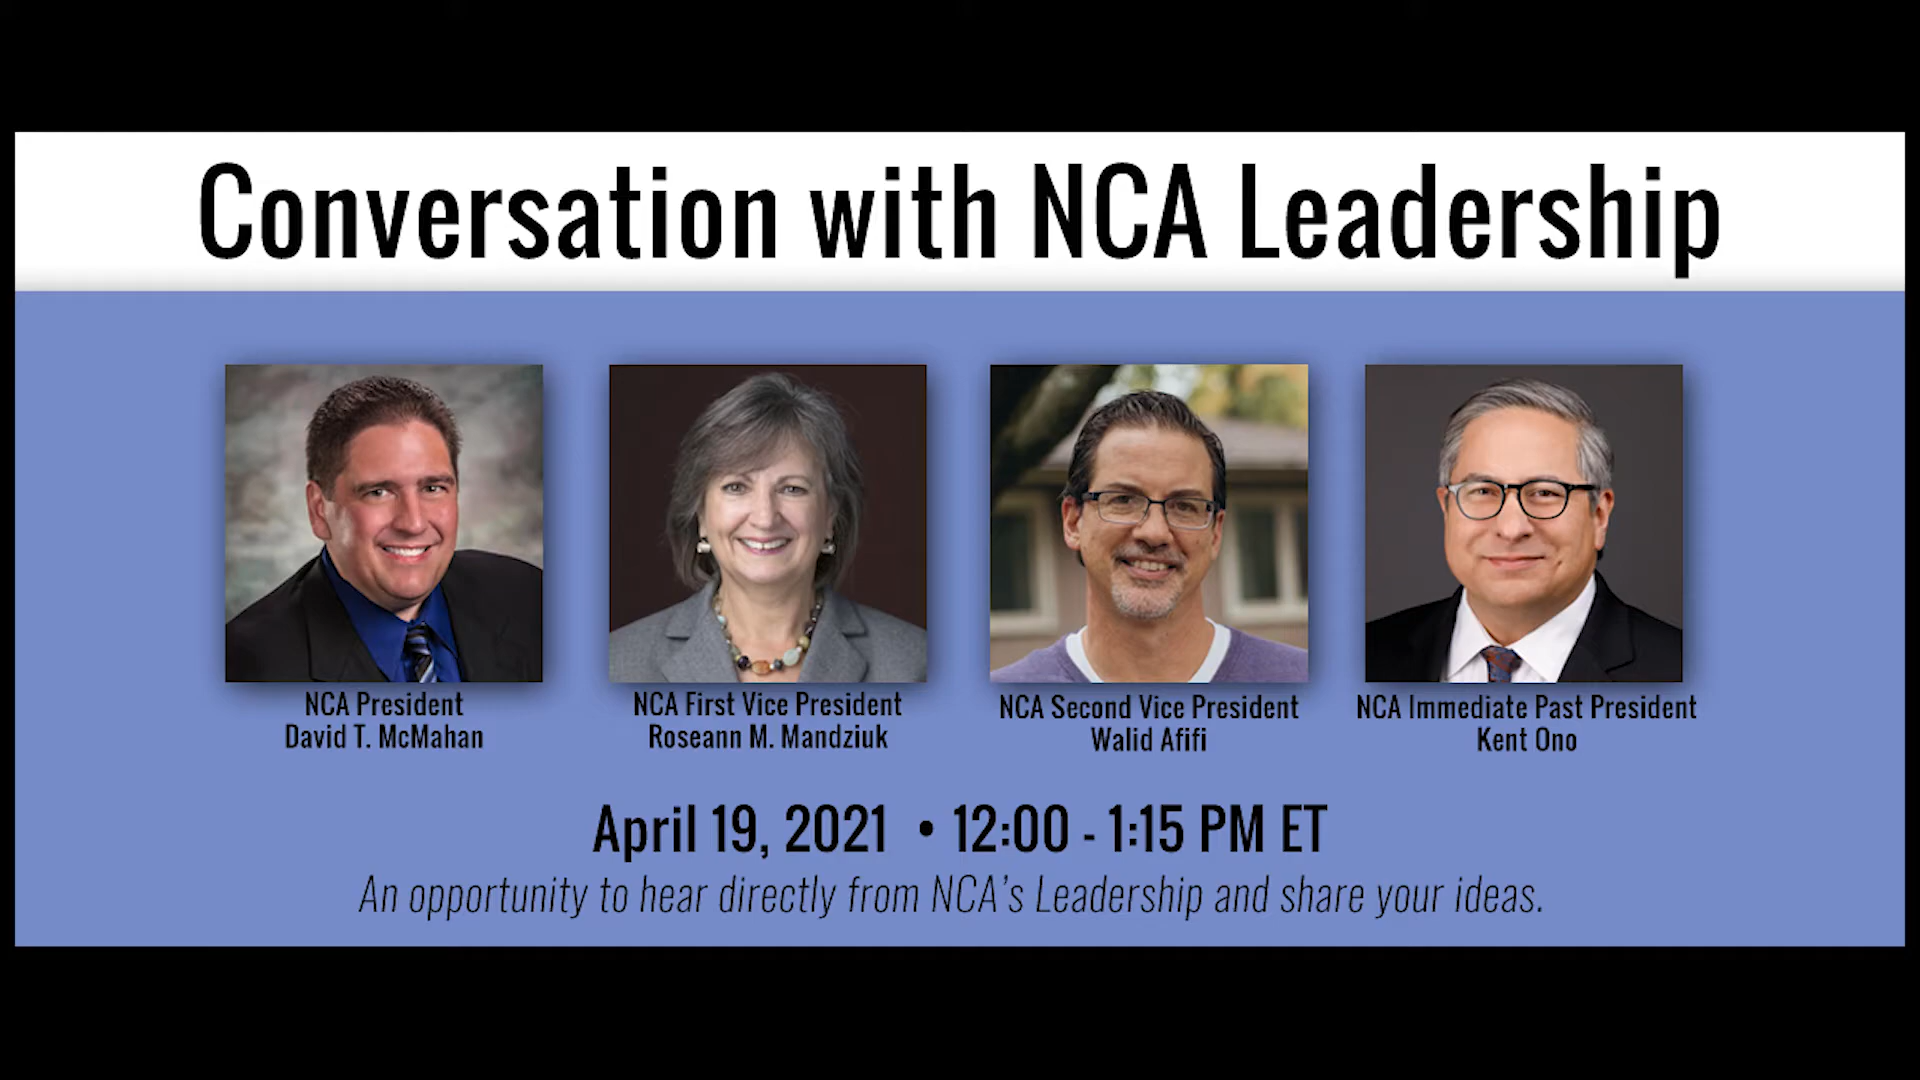 Conversation with NCA Leadership
NCA President
David T. McMahan
NCA First Vice President
Roseann M. Mandziuk
NCA Second Vice President
Walid Afifi
NCA Immediate Past President
Kent Ono
April 19, 2021 • 12:00 - 1:15 PM ET
An opportunity to hear directly from NCA's Leadership and share your ideas.